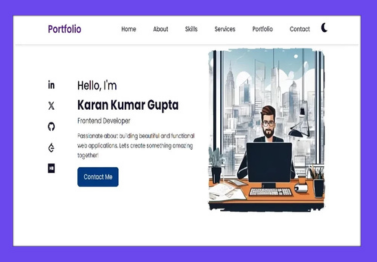 Portfolio
Home About Skills Services Portfolio Contact
Hello, I'm
Karan Kumar Gupta
Frontend Developer
Passionate about building beautiful and functional
web applications. Lets create something amazing
together!
Contact Me